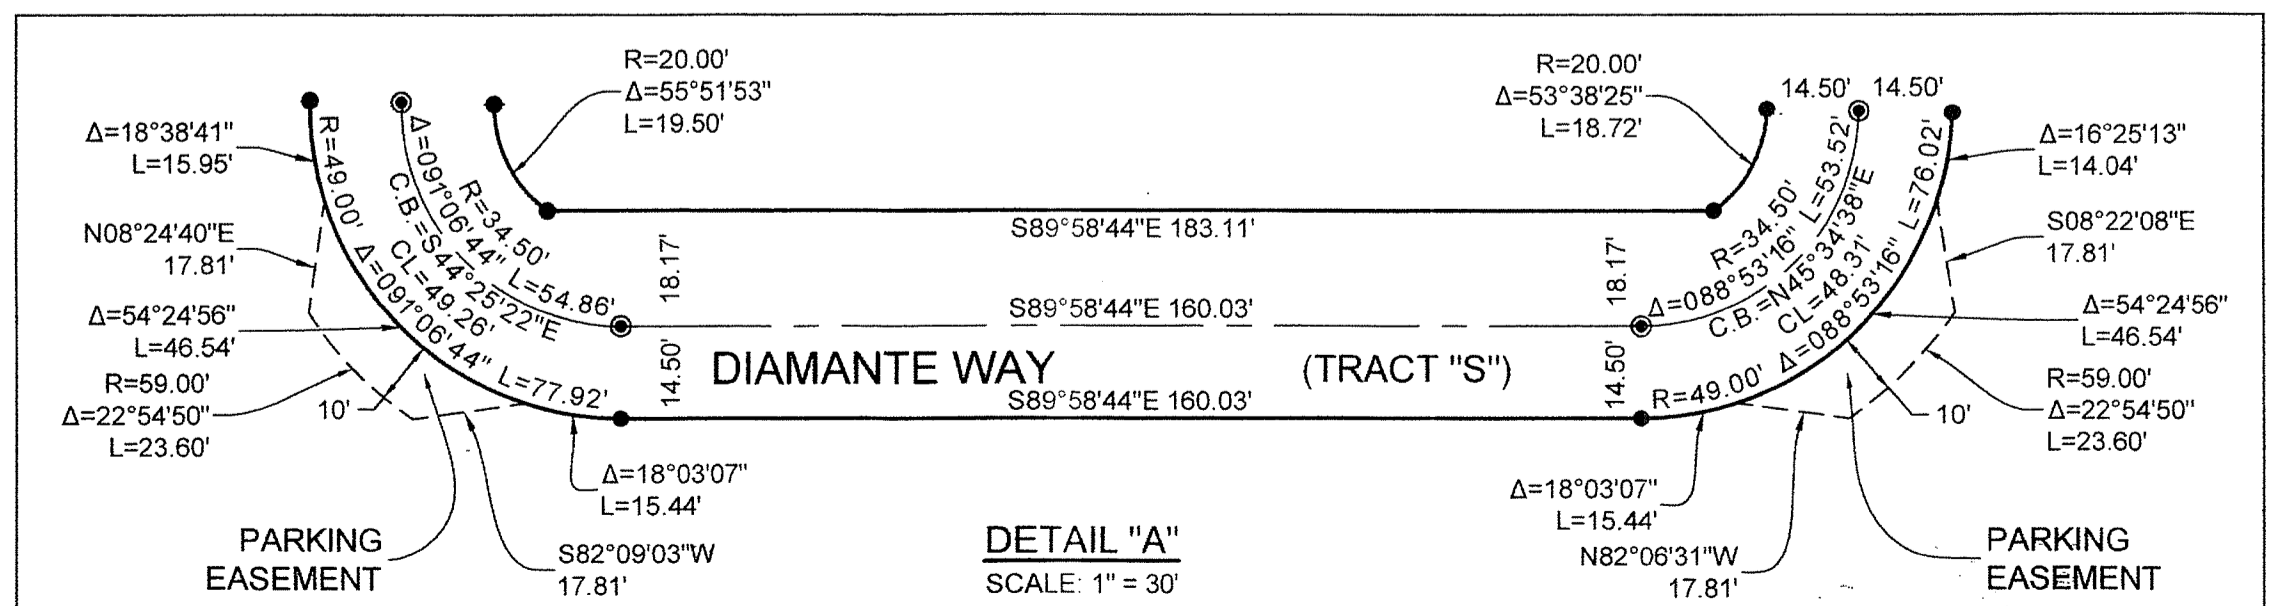 R=20.00'
Δ=55°51'53"
L=19.50'
R=20.00'
Δ=53°38'25"
L=18.72'
14.50'
14.50'
Δ=18°38'41"
L=15.95'
Δ=16°25'13"
L=14.04'
N08°24'40"E
17.81'
S08°22'08"E
17.81'
R=49.00' Δ=091°06'44" L=77.92'
Δ=091°06'44" L=54.86'
R=34.50'
C.B.=S44°25'22"E
CL=49.26'
S89°58'44"E 183.11'
R=34.50'
Δ=088°53'16" L=53.52'
C.B.=N45°34'38"E
CL=48.31'
R=49.00' Δ=088°53'16" L=76.02'
18.17'
18.17'
S89°58'44"E 160.03'
Δ=54°24'56"
L=46.54'
Δ=54°24'56"
L=46.54'
14.50'
DIAMANTE WAY
(TRACT "S")
14.50'
S89°58'44"E 160.03'
R=59.00'
Δ=22°54'50"
L=23.60'
10'
10'
R=59.00'
Δ=22°54'50"
L=23.60'
Δ=18°03'07"
L=15.44'
Δ=18°03'07"
L=15.44'
PARKING
EASEMENT
S82°09'03"W
17.81'
DETAIL "A"
SCALE: 1" = 30'
N82°06'31"W
17.81'
PARKING
EASEMENT